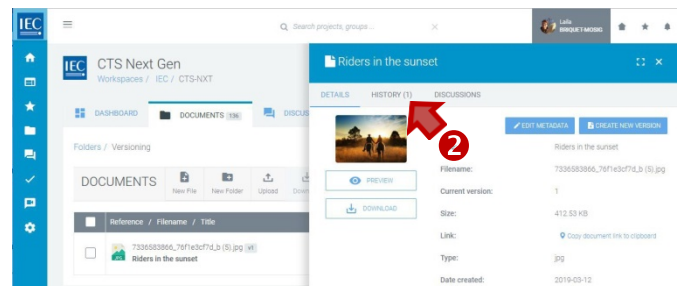 IEC
Search projects, groups...
Laila
BRIQUET-MOSIG
IEC
CTS Next Gen
Workspaces / IEC / CTS-NXT
DASHBOARD
DOCUMENTS 136
DISCUS
Folders / Versioning
DOCUMENTS
New File
New Folder
Upload
Down
Reference / Filename / Title
7336583866_76f1e3cf7d_b (5).jpg v1
Riders in the sunset
Riders in the sunset
DETAILS
HISTORY (1)
DISCUSSIONS
2
EDIT METADATA
CREATE NEW VERSION
Riders in the sunset
PREVIEW
DOWNLOAD
Filename:
7336583866_76f1e3cf7d_b (5).jpg
Current version:
1
Size:
412.53 KB
Link:
Copy document link to clipboard
Type:
jpg
Date created:
2019-03-12